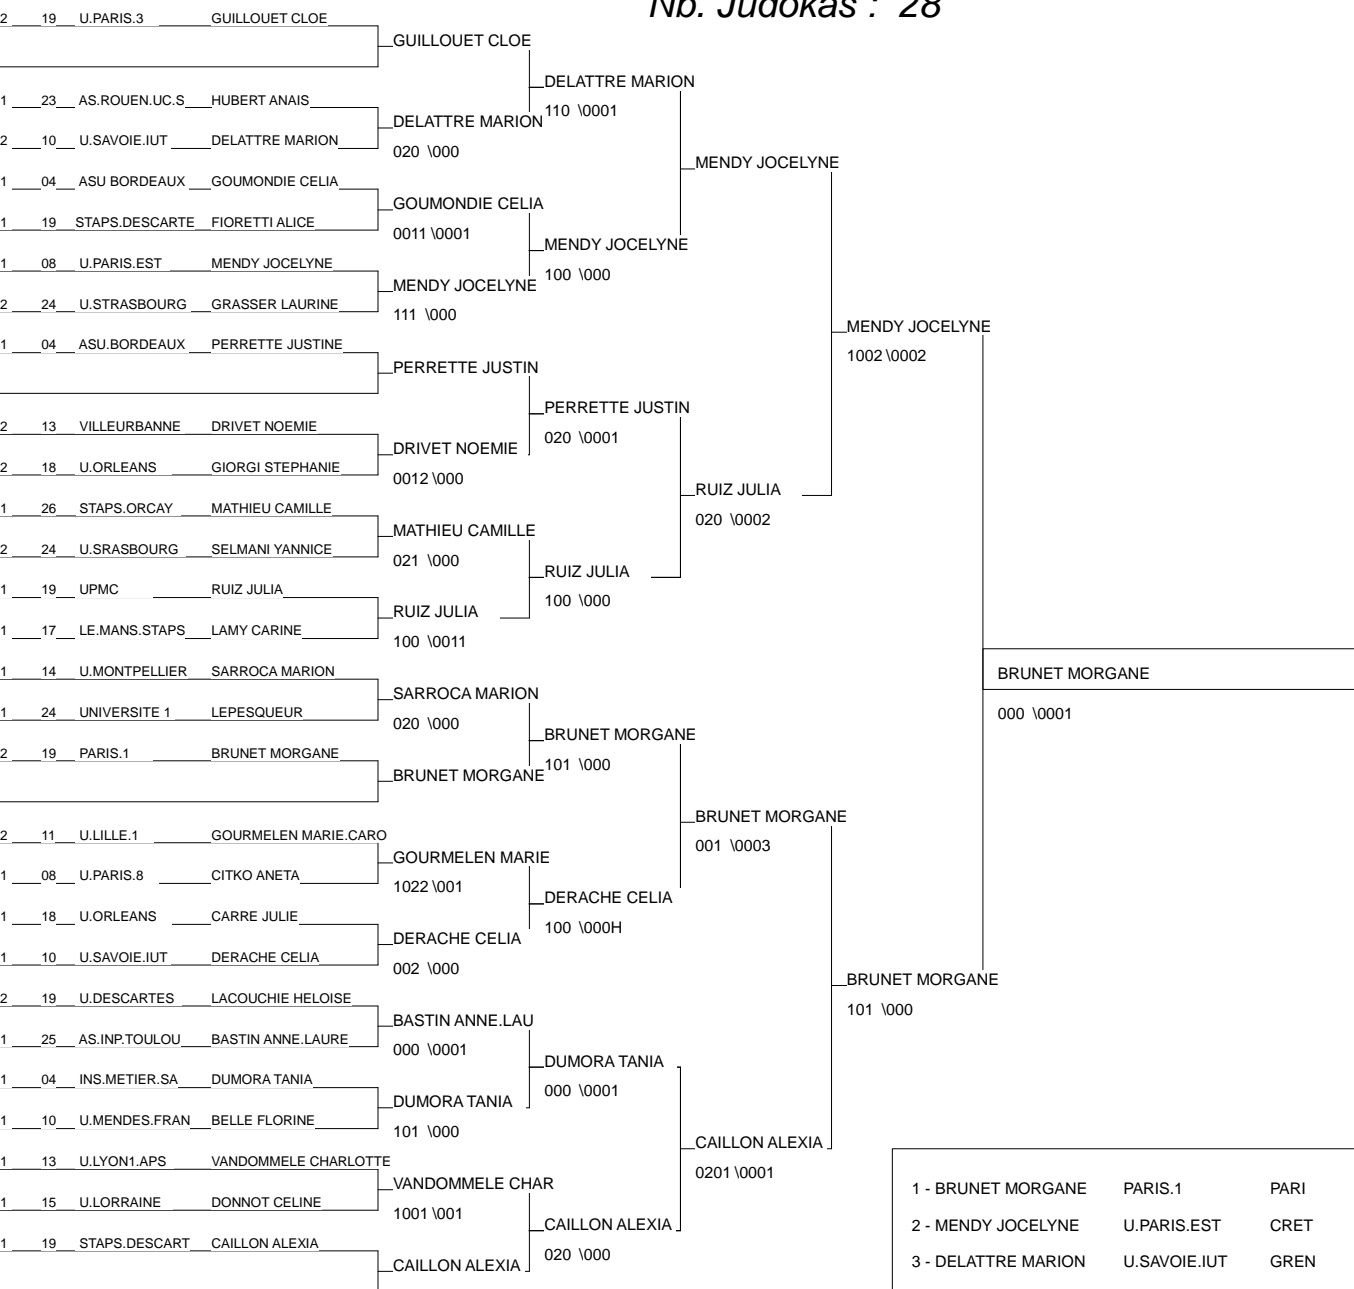 Nb. Judokas : 28
2 19 U.PARIS.3 GUILLOUET CLOE
GUILLOUET CLOE
DELATTRE MARION
1 23 AS.ROUEN.UC.S HUBERT ANAIS
110 \0001
DELATTRE MARION
2 10 U.SAVOIE.IUT DELATTRE MARION
020 \000
MENDY JOCELYNE
1 04 ASU BORDEAUX GOUMONDIE CELIA
GOUMONDIE CELIA
1 19 STAPS.DESCARTE FIORETTI ALICE
0011 \0001
MENDY JOCELYNE
1 08 U.PARIS.EST MENDY JOCELYNE
100 \000
MENDY JOCELYNE
2 24 U.STRASBOURG GRASSER LAURINE
111 \000
MENDY JOCELYNE
1 04 ASU.BORDEAUX PERRETTE JUSTINE
1002 \0002
PERRETTE JUSTIN
PERRETTE JUSTIN
2 13 VILLEURBANNE DRIVET NOEMIE
020 \0001
DRIVET NOEMIE
2 18 U.ORLEANS GIORGI STEPHANIE
0012 \000
RUIZ JULIA
1 26 STAPS.ORCAY MATHIEU CAMILLE
020 \0002
MATHIEU CAMILLE
2 24 U.SRASBOURG SELMANI YANNICE
021 \000
RUIZ JULIA
1 19 UPMC RUIZ JULIA
100 \000
RUIZ JULIA
1 17 LE.MANS.STAPS LAMY CARINE
100 \0011
1 14 U.MONTPELLIER SARROCA MARION
BRUNET MORGANE
SARROCA MARION
1 24 UNIVERSITE 1 LEPESQUEUR
000 \0001
020 \000
BRUNET MORGANE
2 19 PARIS.1 BRUNET MORGANE
101 \000
BRUNET MORGANE
BRUNET MORGANE
2 11 U.LILLE.1 GOURMELEN MARIE.CARO
001 \0003
GOURMELEN MARIE
1 08 U.PARIS.8 CITKO ANETA
1022 \001
DERACHE CELIA
1 18 U.ORLEANS CARRE JULIE
100 \000H
DERACHE CELIA
1 10 U.SAVOIE.IUT DERACHE CELIA
002 \000
BRUNET MORGANE
2 19 U.DESCARTES LACOUCHIE HELOISE
101 \000
BASTIN ANNE.LAU
1 25 AS.INP.TOULOU BASTIN ANNE.LAURE
000 \0001
DUMORA TANIA
1 04 INS.METIER.SA DUMORA TANIA
000 \0001
DUMORA TANIA
1 10 U.MENDES.FRAN BELLE FLORINE
101 \000
CAILLON ALEXIA
1 13 U.LYON1.APS VANDOMMELE CHARLOTTE
0201 \0001
VANDOMMELE CHAR
1 15 U.LORRAINE DONNOT CELINE
1001 \001
CAILLON ALEXIA
1 19 STAPS.DESCART CAILLON ALEXIA
020 \000
CAILLON ALEXIA
1 - BRUNET MORGANE PARIS.1 PARI
2 - MENDY JOCELYNE U.PARIS.EST CRET
3 - DELATTRE MARION U.SAVOIE.IUT GREN